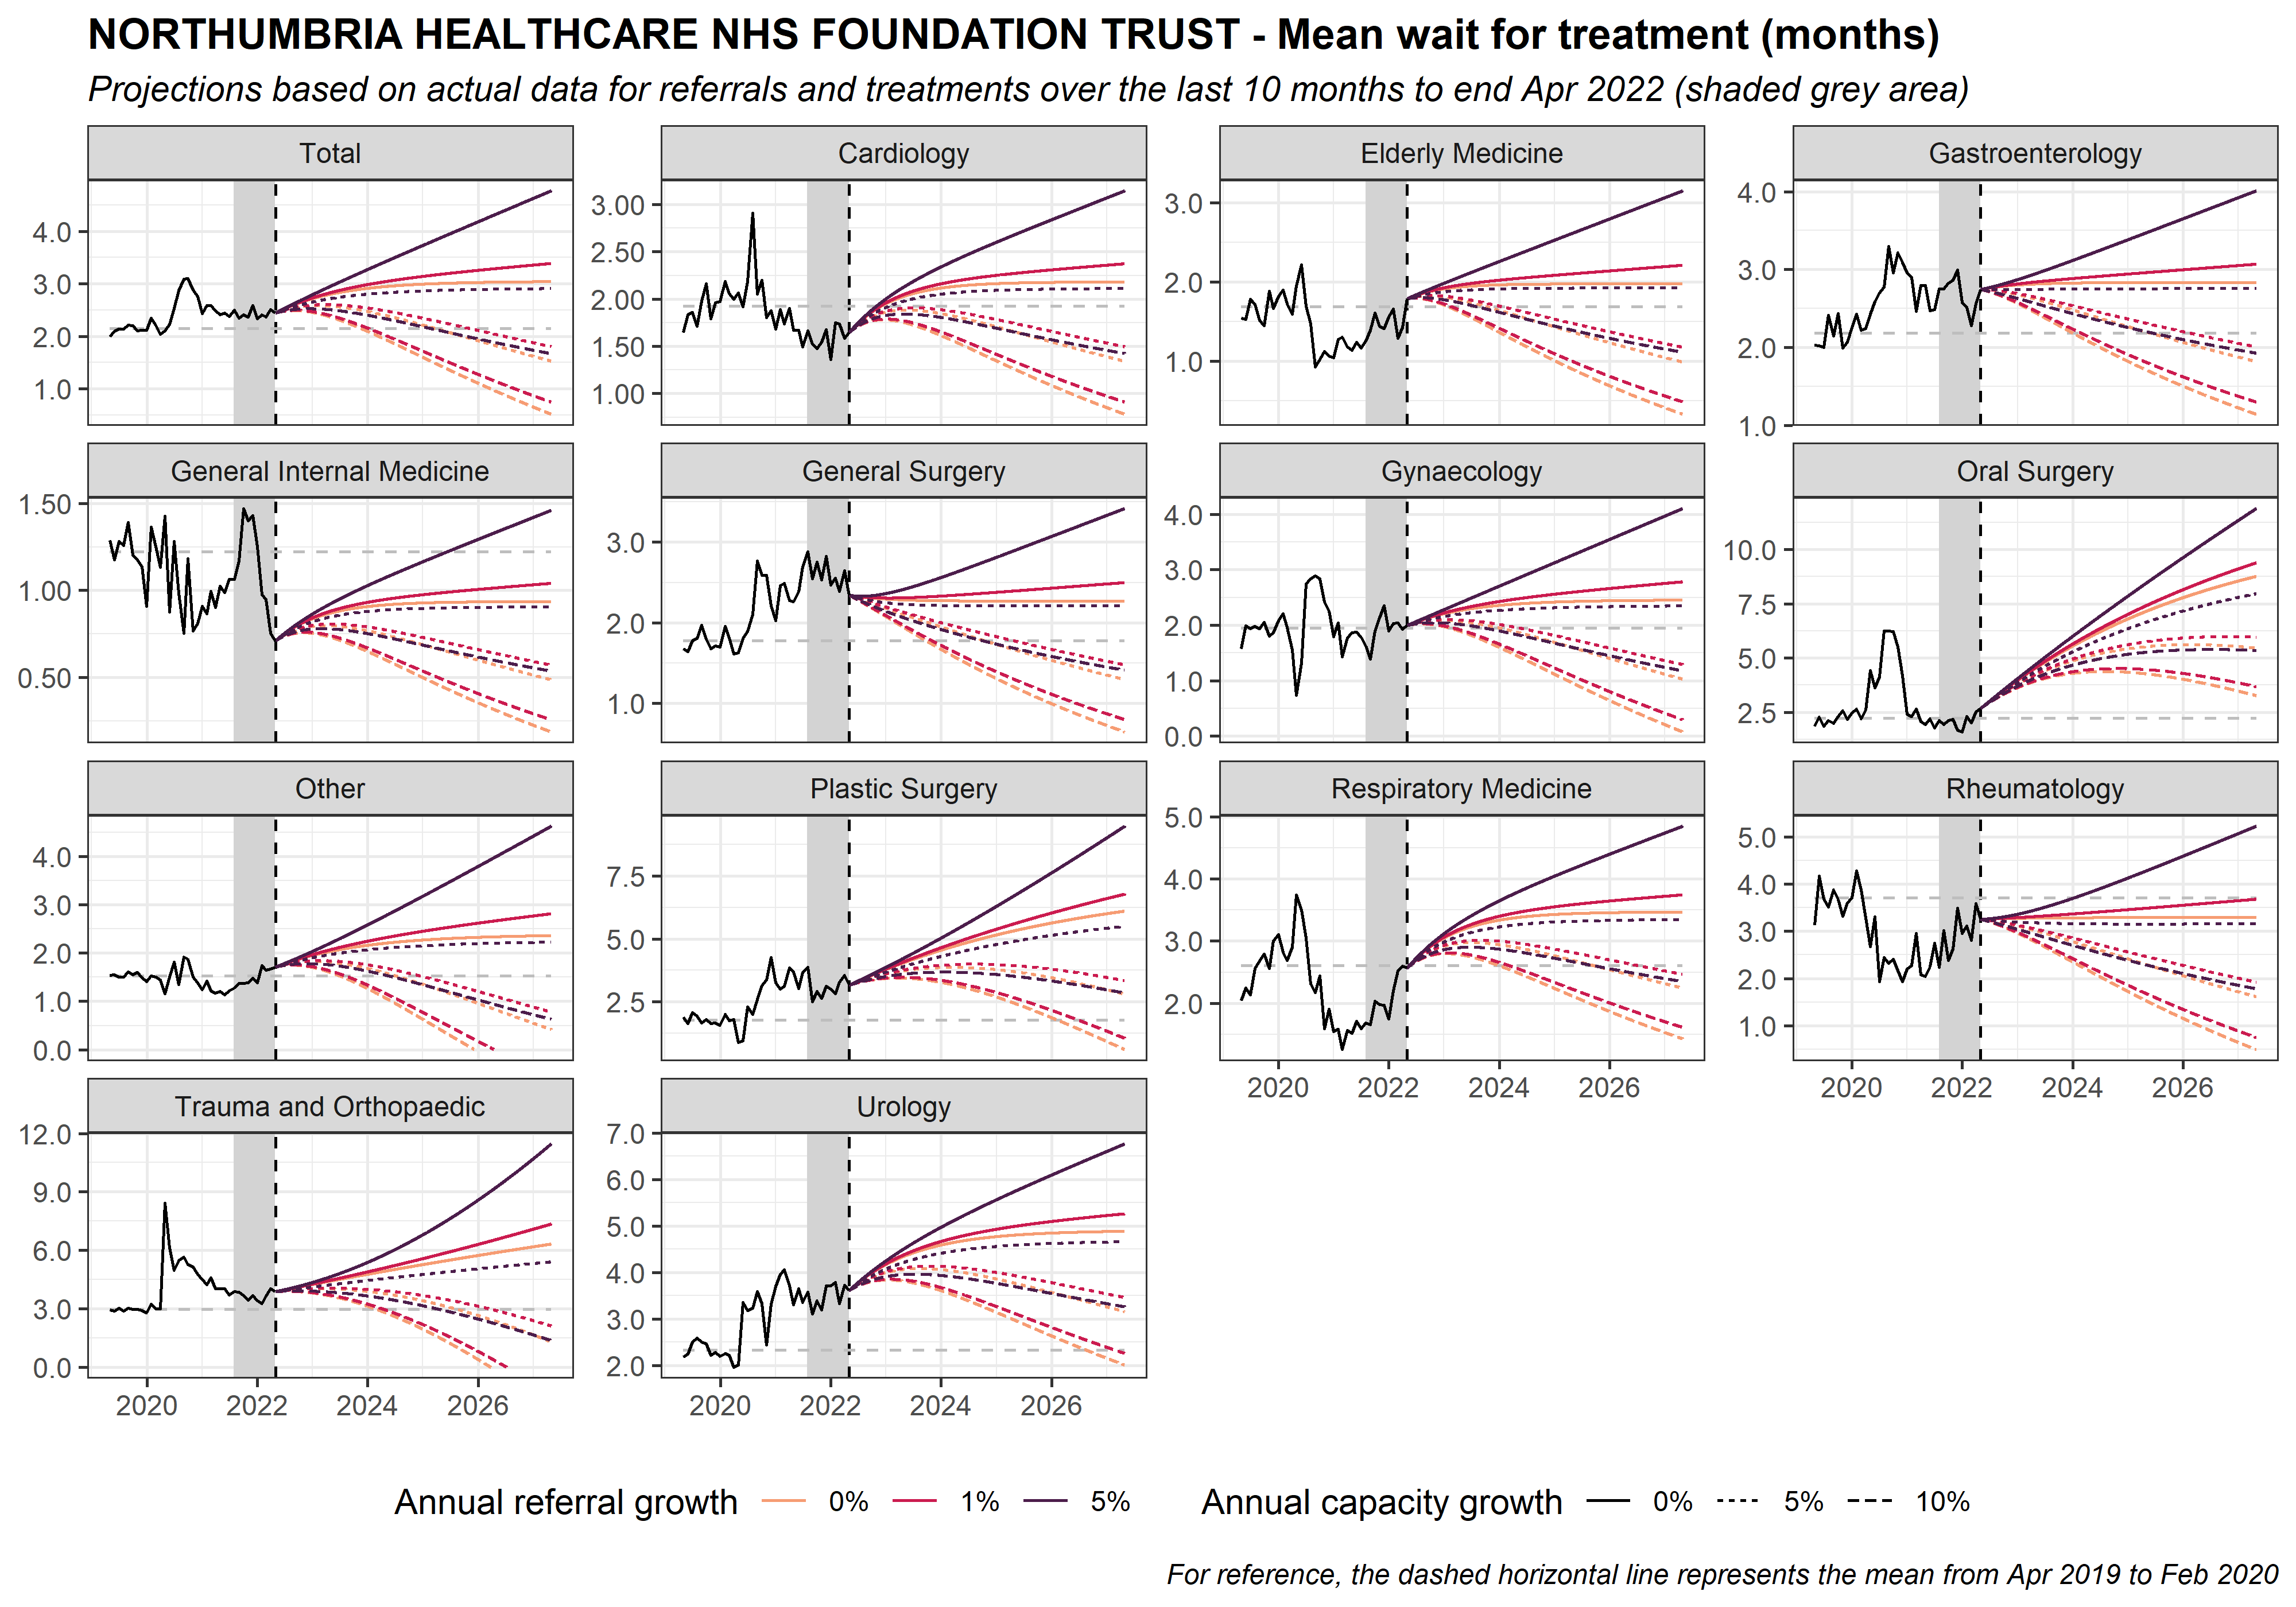 NORTHUMBRIA HEALTHCARE NHS FOUNDATION TRUST - Mean wait for treatment (months)
Projections based on actual data for referrals and treatments over the last 10 months to end Apr 2022 (shaded grey area)
Total
4.0
3.0
2.0
1.0
Cardiology
3.00
2.50
2.00
1.50
1.00
Elderly Medicine
3.0
2.0
1.0
Gastroenterology
4.0
3.0
2.0
1.0
General Internal Medicine
1.50
1.00
0.50
General Surgery
3.0
2.0
1.0
Gynaecology
4.0
3.0
2.0
1.0
0.0
Oral Surgery
10.0
7.5
5.0
2.5
Other
4.0
3.0
2.0
1.0
0.0
Plastic Surgery
7.5
5.0
2.5
Respiratory Medicine
5.0
4.0
3.0
2.0
2020 2022 2024 2026
Rheumatology
5.0
4.0
3.0
2.0
1.0
2020 2022 2024 2026
Trauma and Orthopaedic
12.0
9.0
6.0
3.0
0.0
2020 2022 2024 2026
Urology
7.0
6.0
5.0
4.0
3.0
2.0
2020 2022 2024 2026
Annual referral growth 0% 1% 5%
Annual capacity growth 0% 5% 10%
For reference, the dashed horizontal line represents the mean from Apr 2019 to Feb 2020